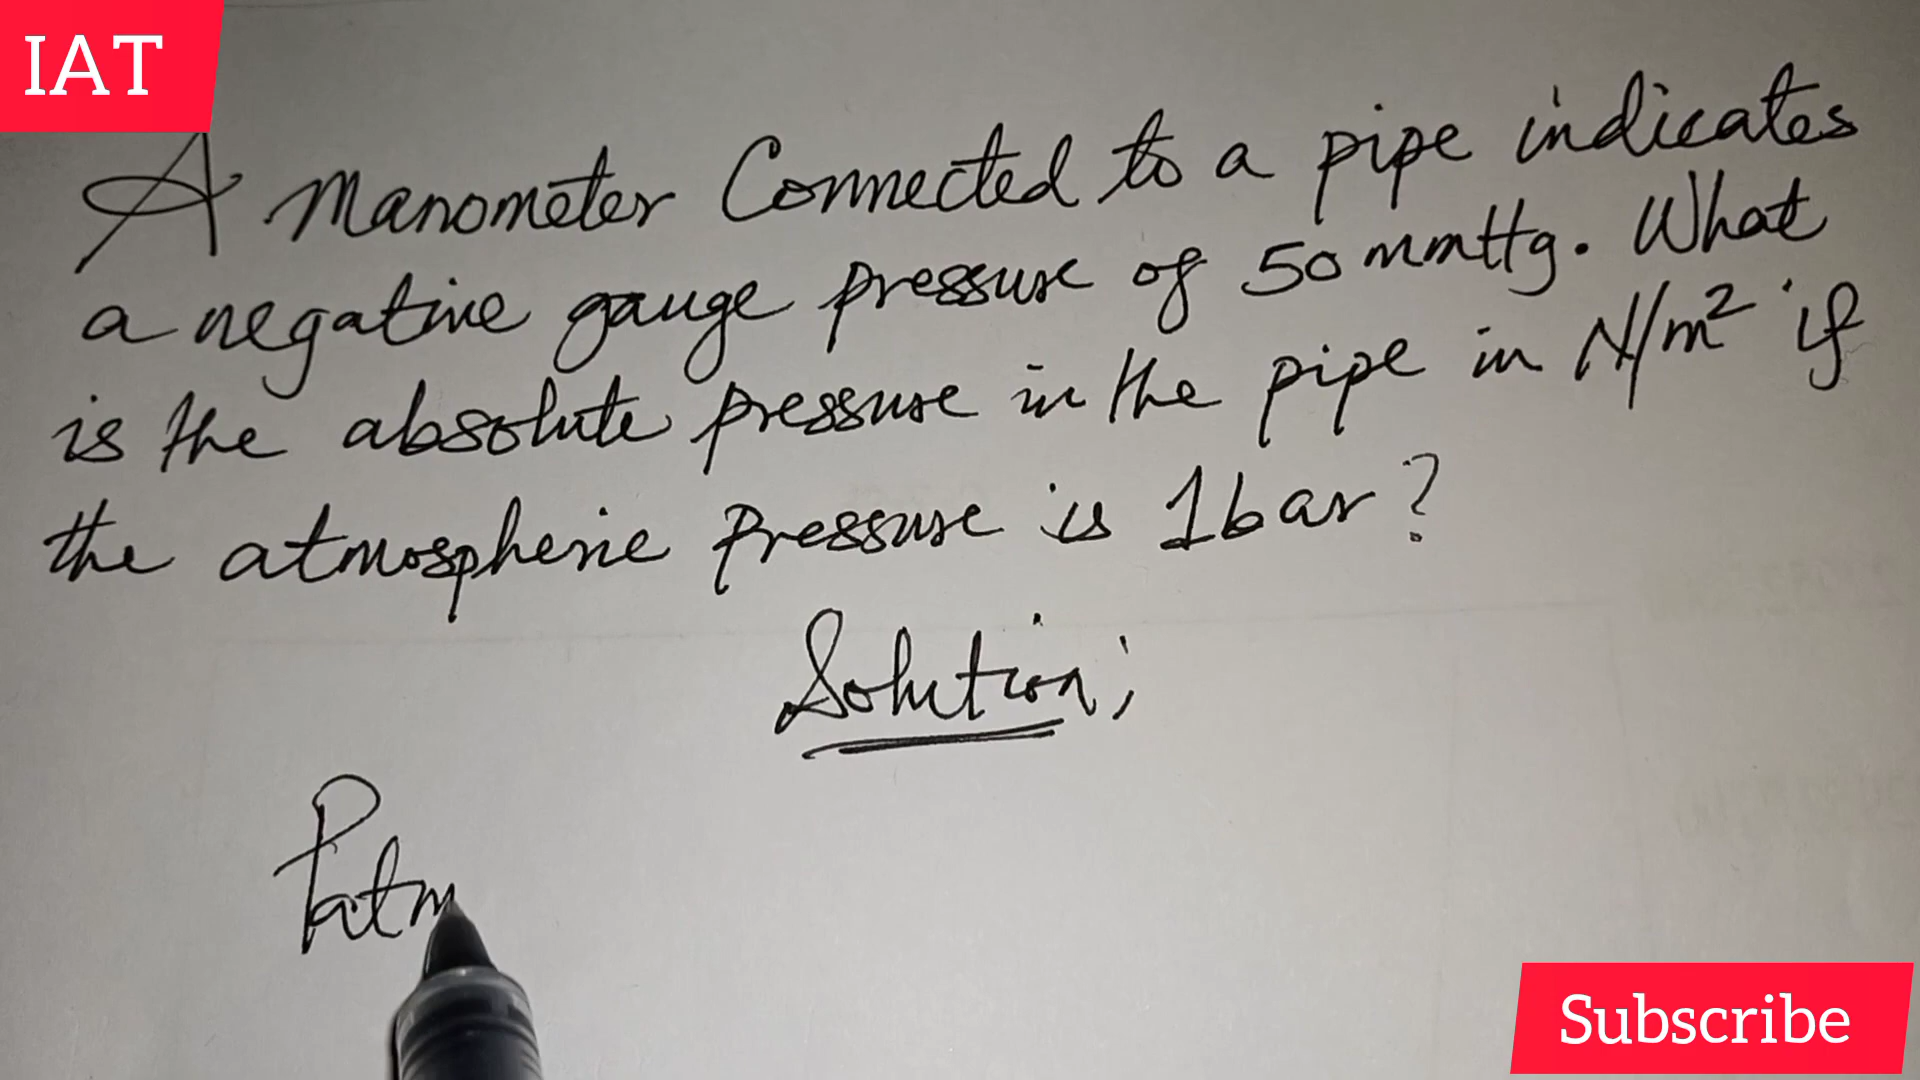 IAT
A Manometer Connected to a pipe indicates
a negative gauge pressure of 50 mmHg. What
is the absolute pressure in the pipe in N/m² if
the atmospheric Pressure is 1bar?
Solution;
Patm
Subscribe